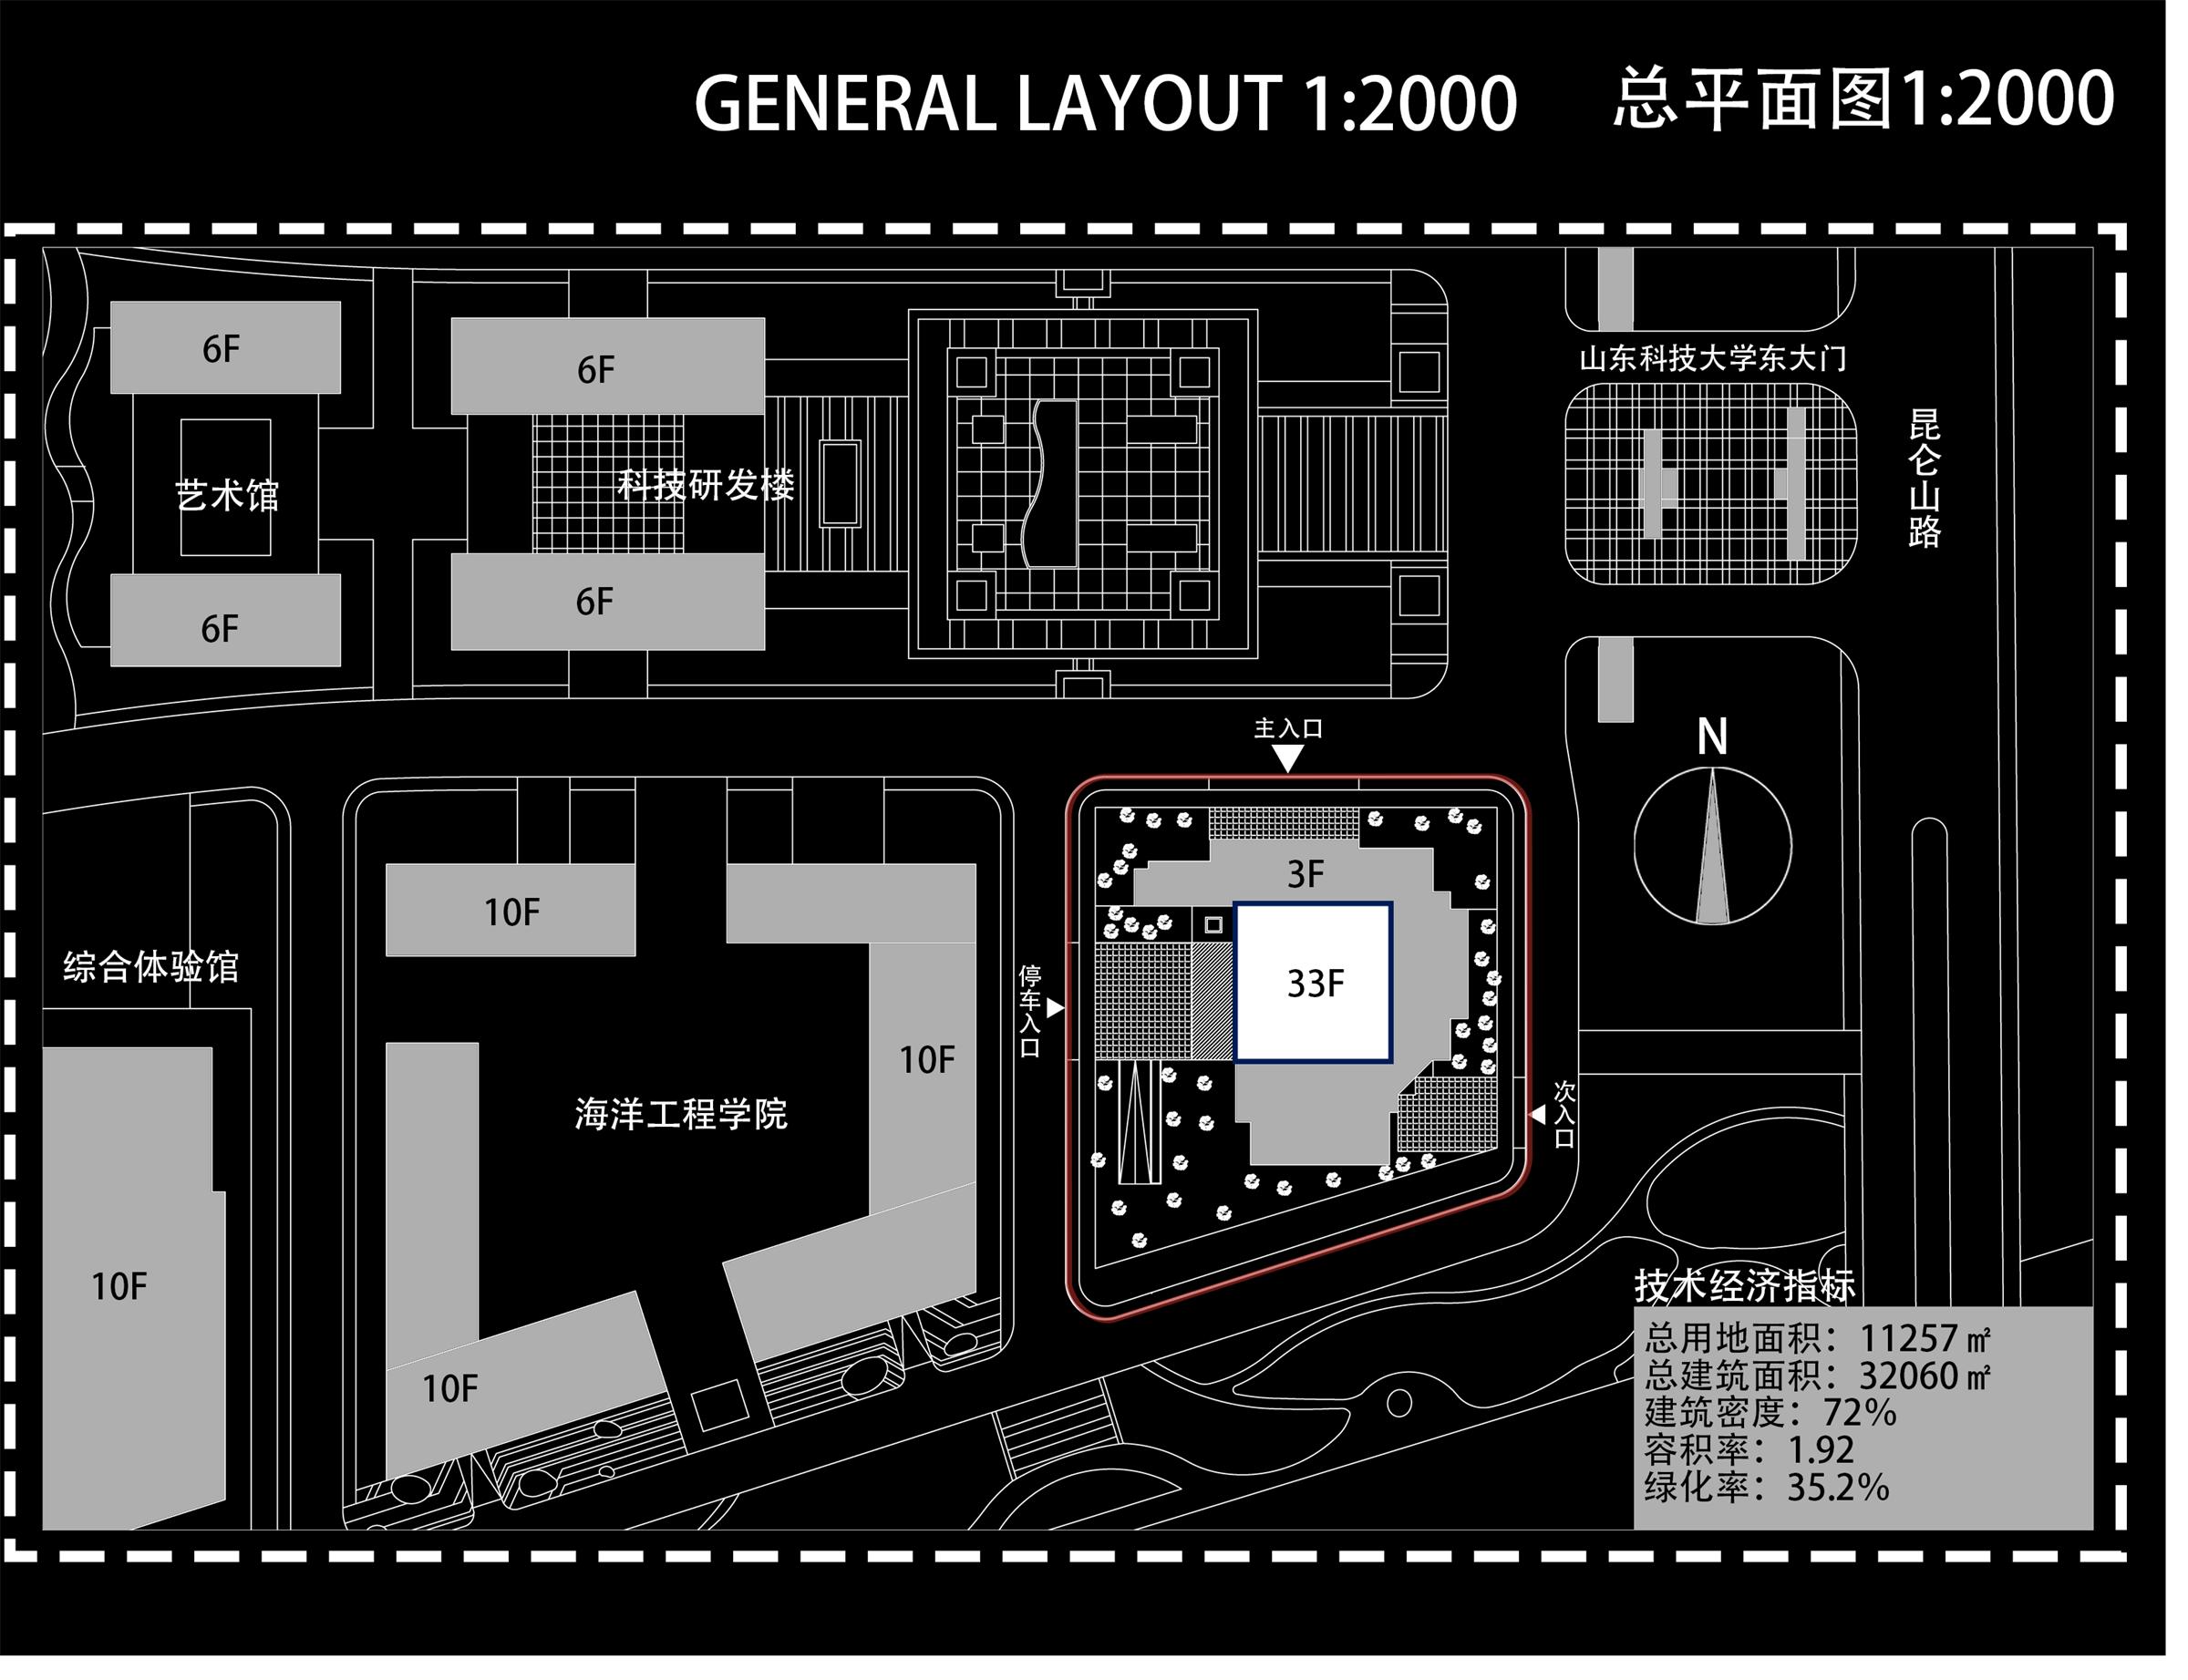 GENERAL LAYOUT 1:2000
总平面图1:2000
6F
6F
山东科技大学东大门
昆仑山路
艺术馆
科技研发楼
6F
6F
主入口
N
3F
10F
综合体验馆
33F
停车入口
10F
海洋工程学院
次入口
10F
10F
技术经济指标
总用地面积：11257㎡
总建筑面积：32060㎡
建筑密度：72%
容积率：1.92
绿化率：35.2%